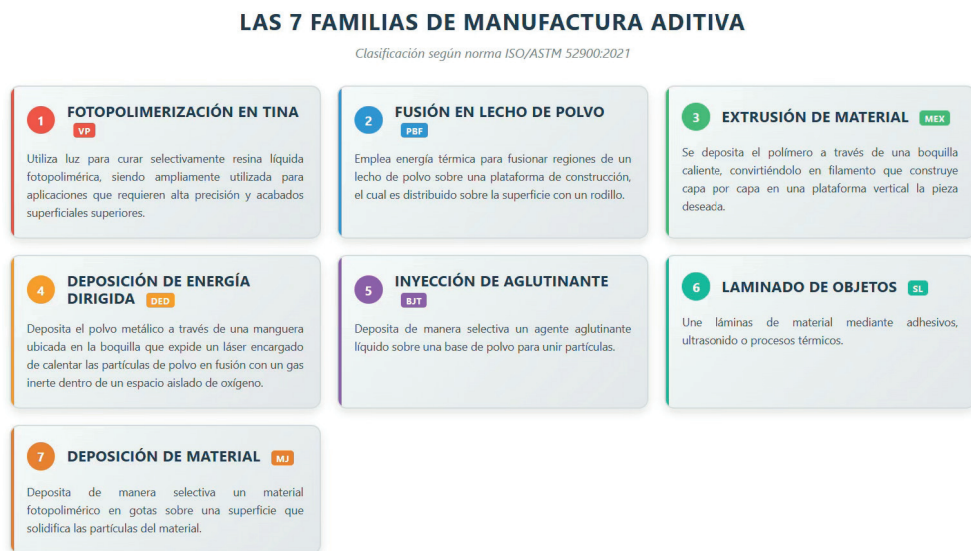 LAS 7 FAMILIAS DE MANUFACTURA ADITIVA
Clasificación según norma ISO/ASTM 52900:2021
1
FOTOPOLIMERIZACIÓN EN TINA
VP
Utiliza luz para curar selectivamente resina líquida
fotopolimérica, siendo ampliamente utilizada para
aplicaciones que requieren alta precisión y acabados
superficiales superiores.
2
FUSIÓN EN LECHO DE POLVO
PBF
Emplea energía térmica para fusionar regiones de un
lecho de polvo sobre una plataforma de construcción,
el cual es distribuido sobre la superficie con un rodillo.
3
EXTRUSIÓN DE MATERIAL MEX
Se deposita el polímero a través de una boquilla
caliente, convirtiéndolo en filamento que construye
capa por capa en una plataforma vertical la pieza
deseada.
4
DEPOSICIÓN DE ENERGÍA
DIRIGIDA DED
Deposita el polvo metálico a través de una manguera
ubicada en la boquilla que expide un láser encargado
de calentar las partículas de polvo en fusión con un gas
inerte dentro de un espacio aislado de oxígeno.
5
INYECCIÓN DE AGLUTINANTE
BJT
Deposita de manera selectiva un agente aglutinante
líquido sobre una base de polvo para unir partículas.
6
LAMINADO DE OBJETOS SL
Une láminas de material mediante adhesivos,
ultrasonido o procesos térmicos.
7
DEPOSICIÓN DE MATERIAL MJ
Deposita de manera selectiva un material
fotopolimérico en gotas sobre una superficie que
solidifica las partículas del material.